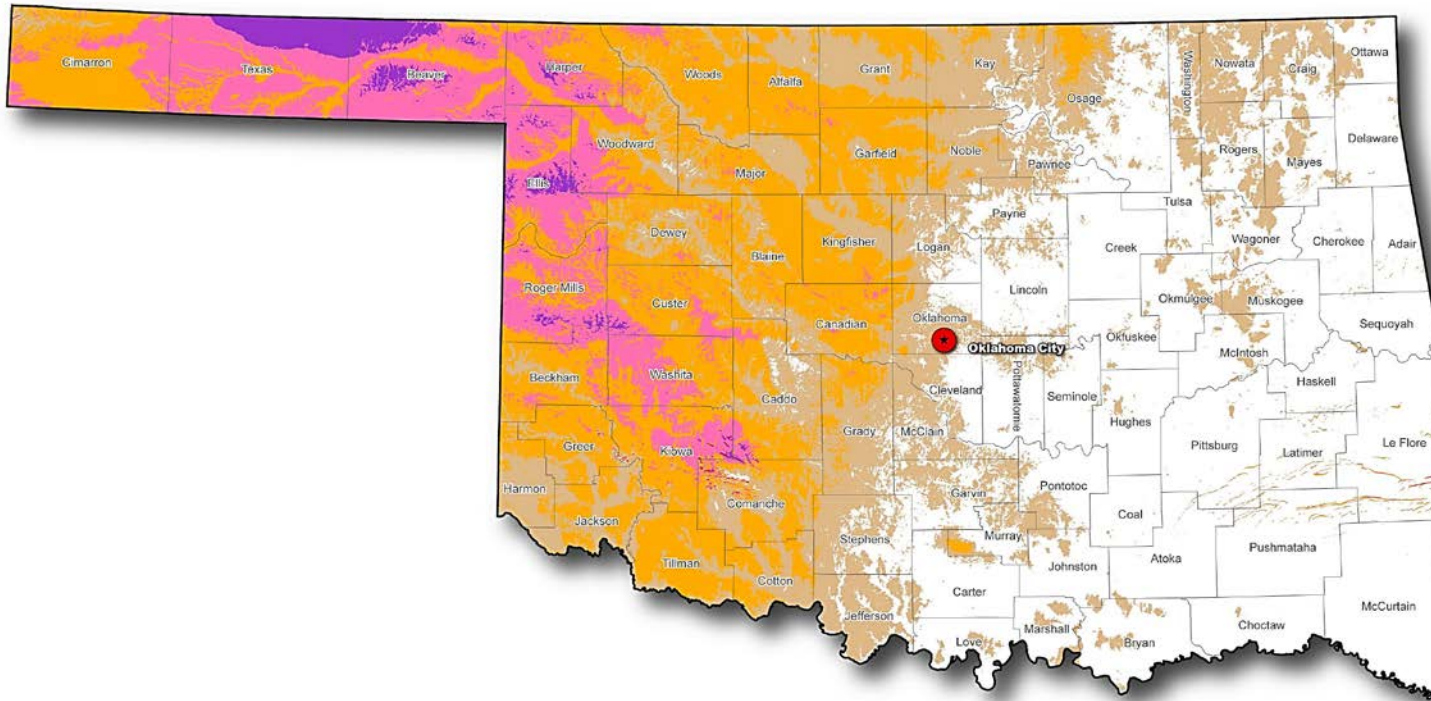 Cimarron
Texas
Beaver
Harper
Woods
Alfalfa
Grant
Kay
Osage
Washington
Nowata
Craig
Ottawa
Woodward
Garfield
Noble
Pawnee
Rogers
Mayes
Delaware
Ellis
Major
Payne
Tulsa
Dewey
Blaine
Kingfisher
Logan
Creek
Wagoner
Cherokee
Adair
Roger Mills
Custer
Canadian
Oklahoma
Lincoln
Okmulgee
Muskogee
Sequoyah
Oklahoma City
Okfuskee
McIntosh
Beckham
Washita
Caddo
Cleveland
Pottawatomie
Seminole
Haskell
Greer
Kiowa
Grady
McClain
Hughes
Pittsburg
Latimer
Le Flore
Harmon
Jackson
Comanche
Garvin
Pontotoc
Coal
Stephens
Murray
Johnston
Atoka
Pushmataha
Tillman
Cotton
Jefferson
Carter
Love
Marshall
Bryan
Choctaw
McCurtain